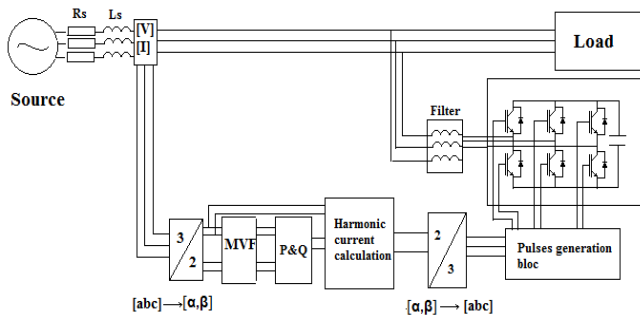 Rs Ls
[V]
[I]
Source
Load
Filter
3
2
MVF
P&Q
Harmonic
current
calculation
2
3
Pulses generation
bloc
[abc]→[α,β]
[α,β]→[abc]